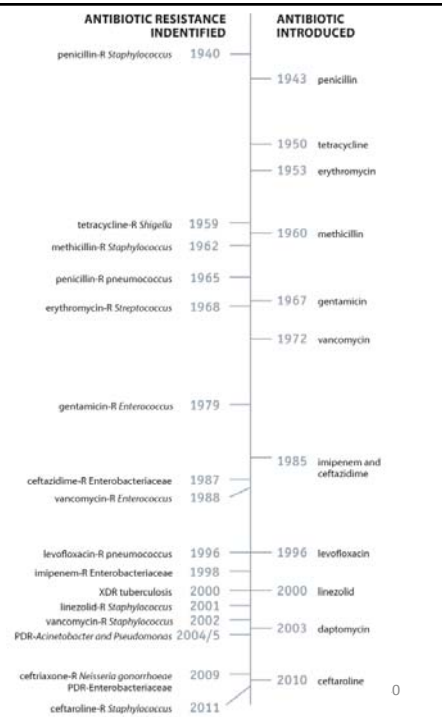 ANTIBIOTIC RESISTANCE
INDENTIFIED
ANTIBIOTIC
INTRODUCED
penicillin-R Staphylococcus 1940
1943 penicillin
1950 tetracycline
1953 erythromycin
tetracycline-R Shigella 1959
1960 methicillin
methicillin-R Staphylococcus 1962
penicillin-R pneumococcus 1965
1967 gentamicin
erythromycin-R Streptococcus 1968
1972 vancomycin
gentamicin-R Enterococcus 1979
1985 imipenem and
ceftazidime
ceftazidime-R Enterobacteriaceae 1987
vancomycin-R Enterococcus 1988
levofloxacin-R pneumococcus 1996
1996 levofloxacin
imipenem-R Enterobacteriaceae 1998
XDR tuberculosis 2000
2000 linezolid
linezolid-R Staphylococcus 2001
vancomycin-R Staphylococcus 2002
2003 daptomycin
PDR-Acinetobacter and Pseudomonas 2004/5
ceftriaxone-R Neisseria gonorrhoeae 2009
PDR-Enterobacteriaceae
2010 ceftaroline
0
ceftaroline-R Staphylococcus 2011